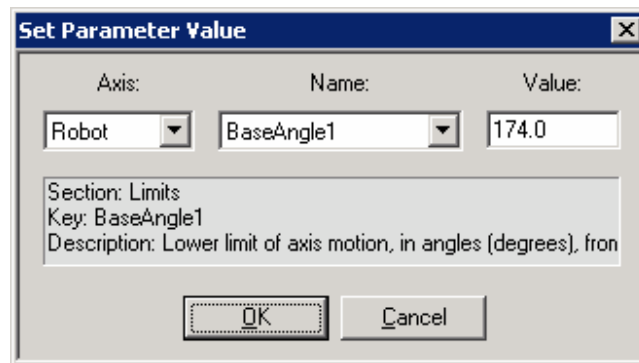 Set Parameter Value
Axis: Name: Value:
Robot BaseAngle1 174.0
Section: Limits
Key: BaseAngle1
Description: Lower limit of axis motion, in angles (degrees), fron
OK Cancel